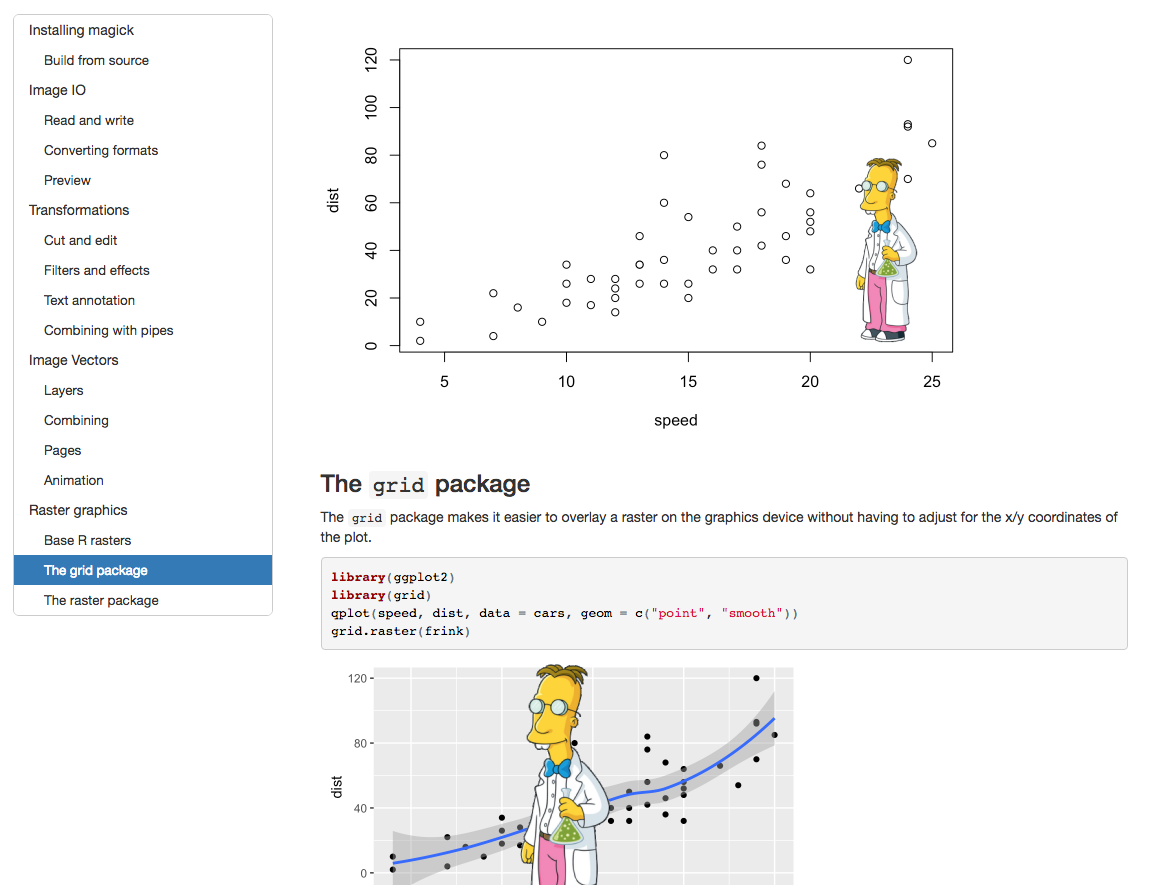 Installing magick
Build from source
Image IO
Read and write
Converting formats
Preview
Transformations
Cut and edit
Filters and effects
Text annotation
Combining with pipes
Image Vectors
Layers
Combining
Pages
Animation
Raster graphics
Base R rasters
The grid package
The raster package
120
100
80
60
40
20
0
dist
5 10 15 20 25
speed
The grid package
The grid package makes it easier to overlay a raster on the graphics device without having to adjust for the x/y coordinates of
the plot.
library(ggplot2)
library(grid)
qplot(speed, dist, data = cars, geom = c("point", "smooth"))
grid.raster(frink)
120
80
40
0
dist